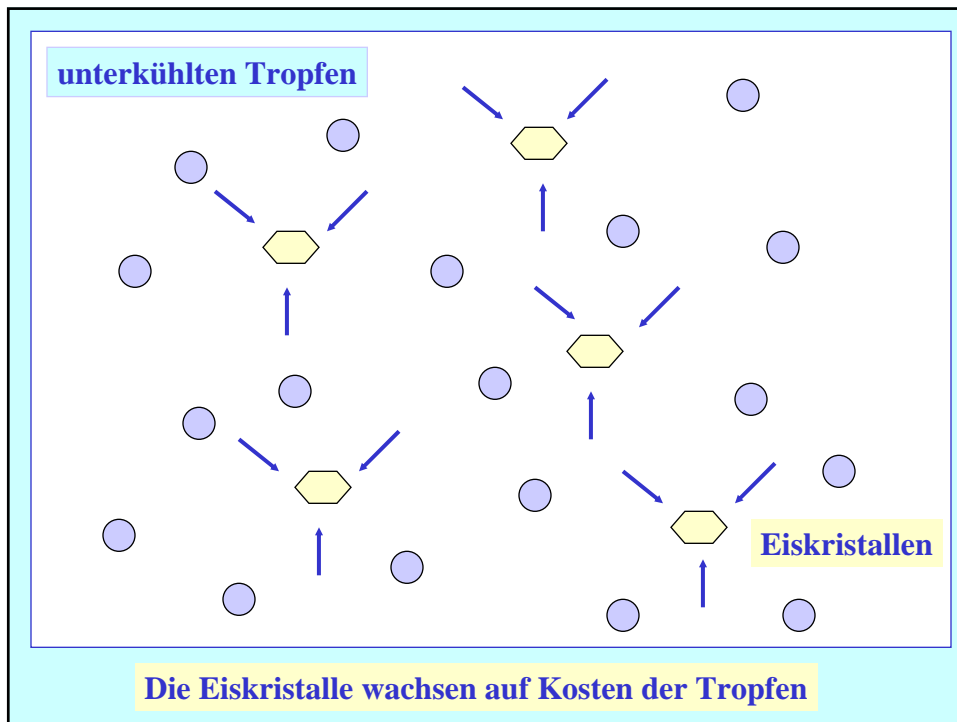 unterkühlten Tropfen
Eiskristallen
Die Eiskristalle wachsen auf Kosten der Tropfen